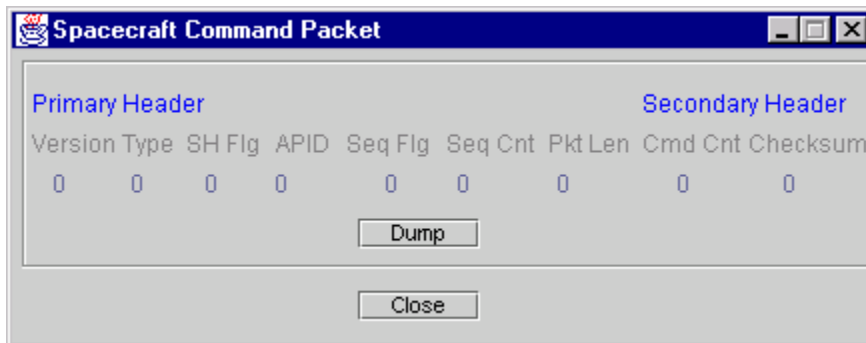 Spacecraft Command Packet
Primary Header Secondary Header
Version Type SH Flg APID Seq Flg Seq Cnt Pkt Len Cmd Cnt Checksum
0 0 0 0 0 0 0 0 0
Dump
Close